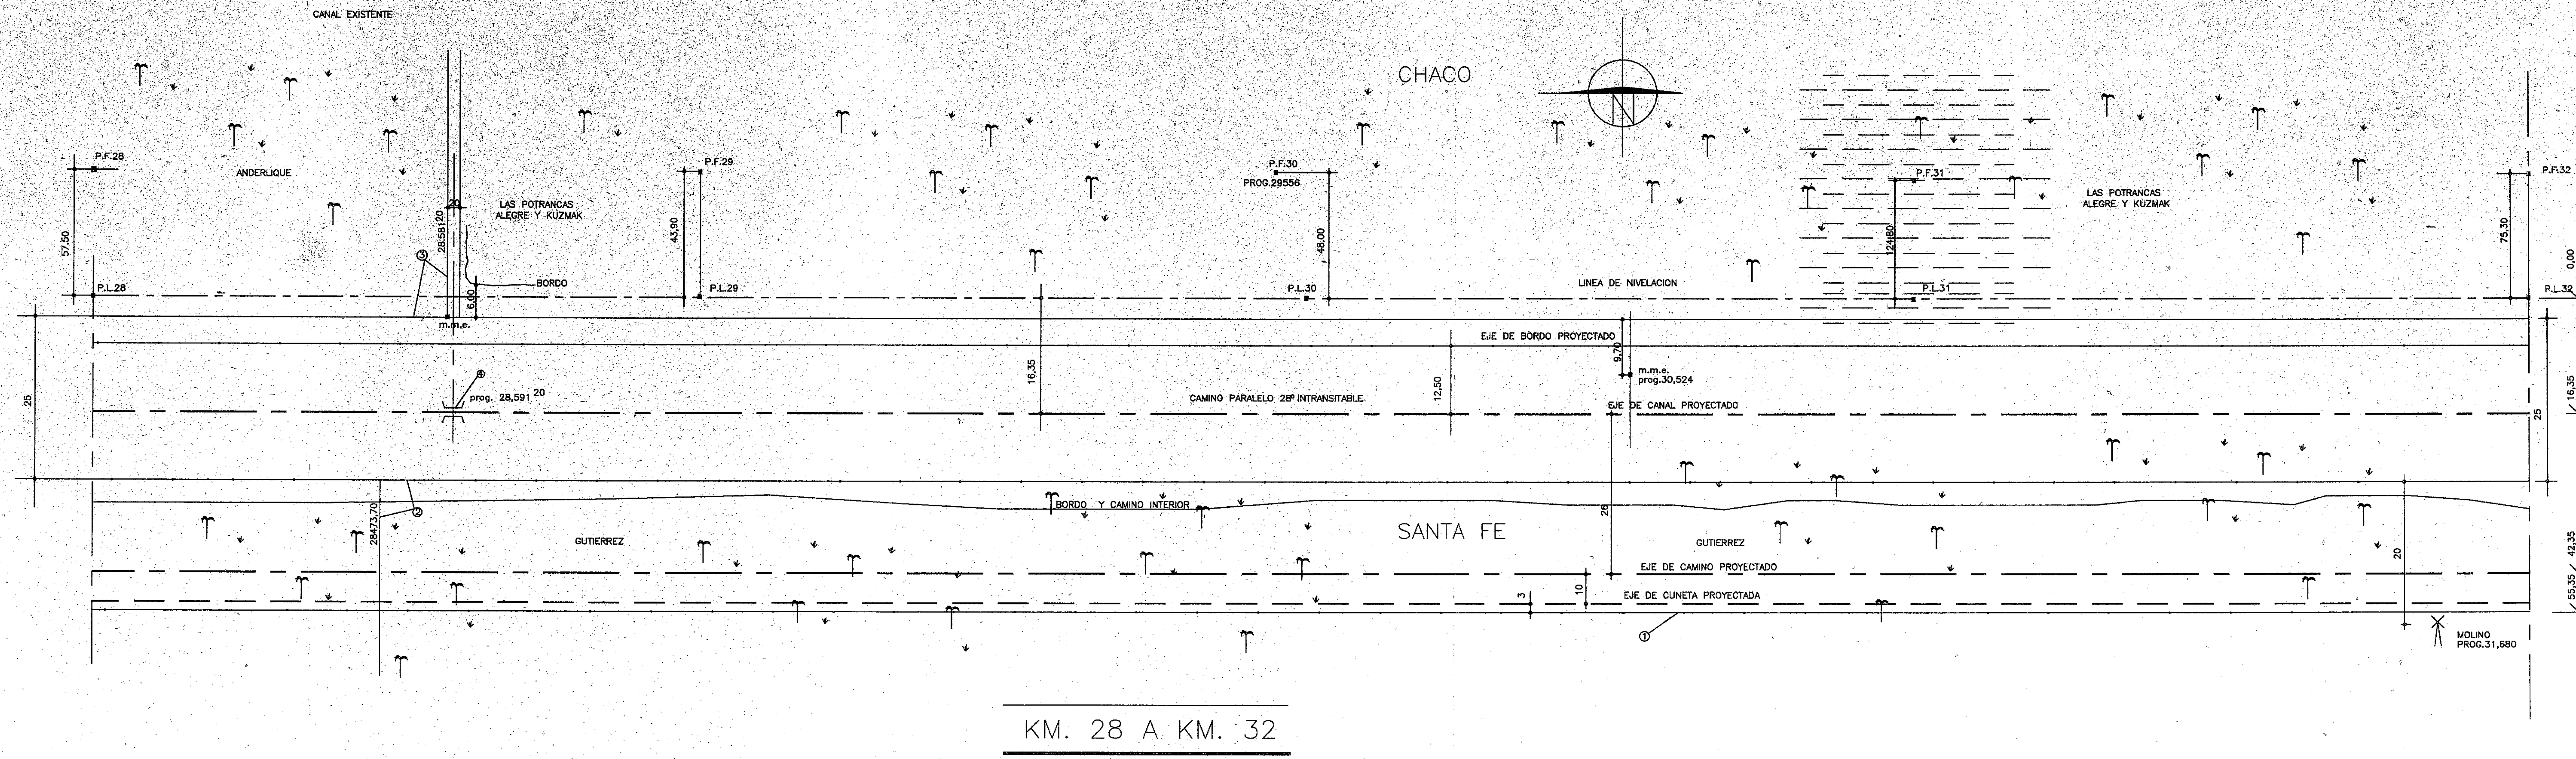 CANAL EXISTENTE
CHACO
N
P.F.28
ANDERLIQUE
57.50
P.L.28
28.581 20
20
LAS POTRANCAS
ALEGRE Y KUZMAK
3
BORDO
6.00
m.m.e.
P.F.29
43,90
P.L.29
P.F.30
PROG.29556
48.00
P.L.30
LINEA DE NIVELACION
P.F.31
124.80
P.L.31
LAS POTRANCAS
ALEGRE Y KUZMAK
P.F.32
75,30
0,00
P.L.32
EJE DE BORDO PROYECTADO
9,70
m.m.e.
prog.30,524
25
4
prog. 28,591 20
16,35
12,50
CAMINO PARALELO 28º INTRANSITABLE
EJE DE CANAL PROYECTADO
25
16,35
28473,70
2
BORDO Y CAMINO INTERIOR
26
SANTA FE
GUTIERREZ
GUTIERREZ
EJE DE CAMINO PROYECTADO
20
42,35
3
10
EJE DE CUNETA PROYECTADA
55,35
1
MOLINO
PROG.31,680
KM. 28 A KM. 32